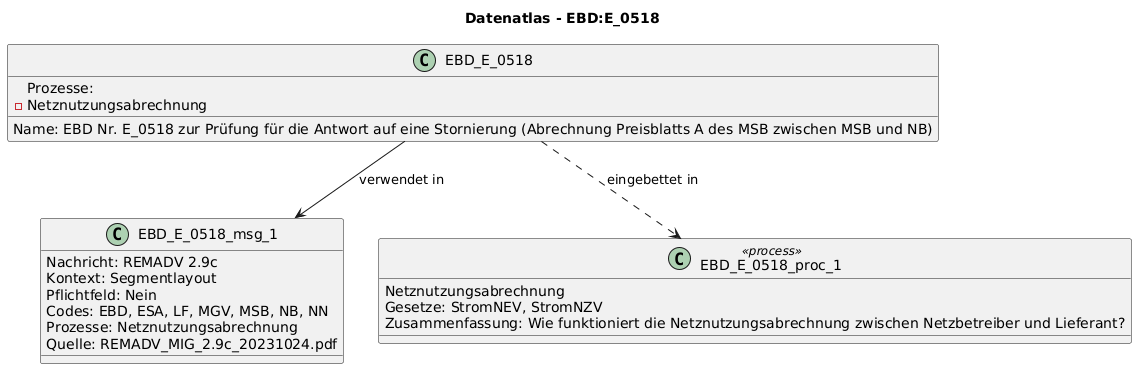 Datenatlas - EBD:E_0518
C EBD_E_0518
Prozesse:
Netznutzungsabrechnung
Name: EBD Nr. E_0518 zur Prüfung für die Antwort auf eine Stornierung (Abrechnung Preisblatts A des MSB zwischen MSB und NB)
verwendet in
eingebettet in
C EBD_E_0518_msg_1
Nachricht: REMADV 2.9c
Kontext: Segmentlayout
Pflichtfeld: Nein
Codes: EBD, ESA, LF, MGV, MSB, NB, NN
Prozesse: Netznutzungsabrechnung
Quelle: REMADV_MIG_2.9c_20231024.pdf
«process»
C EBD_E_0518_proc_1
Netznutzungsabrechnung
Gesetze: StromNEV, StromNZV
Zusammenfassung: Wie funktioniert die Netznutzungsabrechnung zwischen Netzbetreiber und Lieferant?